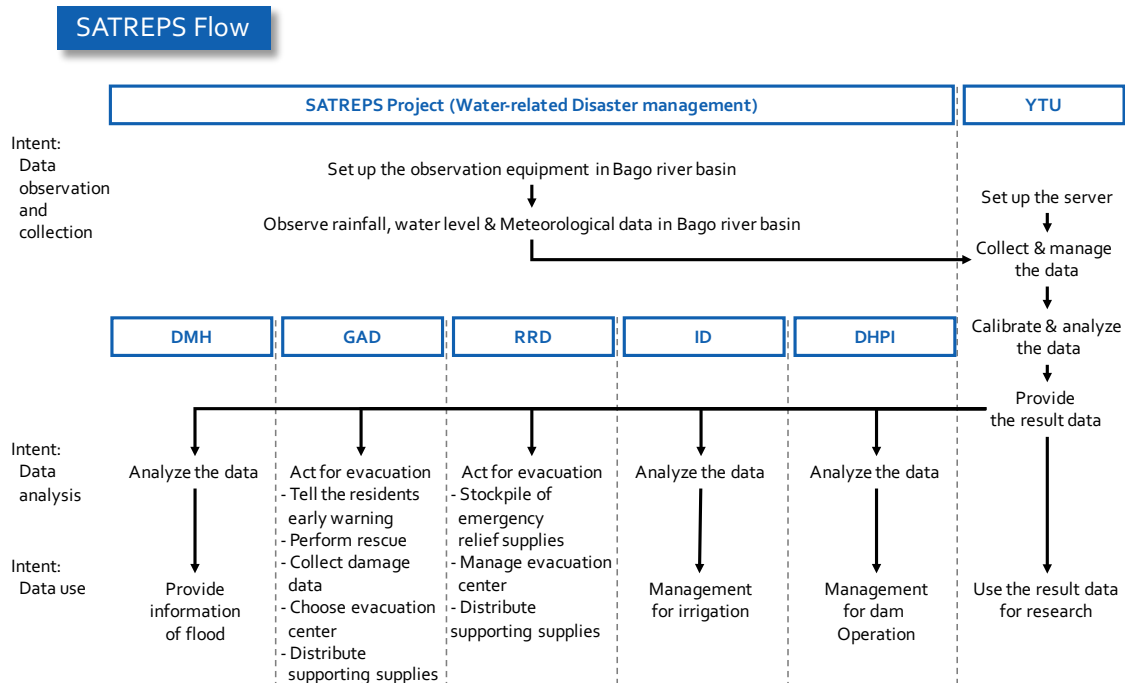 SATREPS Flow
SATREPS Project (Water-related Disaster management)
YTU
Intent:
Data
observation
and
collection
Set up the observation equipment in Bago river basin
Observe rainfall, water level & Meteorological data in Bago river basin
Set up the server
Collect & manage
the data
Calibrate & analyze
the data
Provide
the result data
DMH
GAD
RRD
ID
DHPI
Intent:
Data
analysis
Analyze the data
Act for evacuation
- Tell the residents
early warning
- Perform rescue
- Collect damage
data
- Choose evacuation
center
- Distribute
supporting supplies
Act for evacuation
- Stockpile of
emergency
relief supplies
- Manage evacuation
center
- Distribute
supporting supplies
Analyze the data
Analyze the data
Intent:
Data use
Provide
information
of flood
Management
for irrigation
Management
for dam
Operation
Use the result data
for research